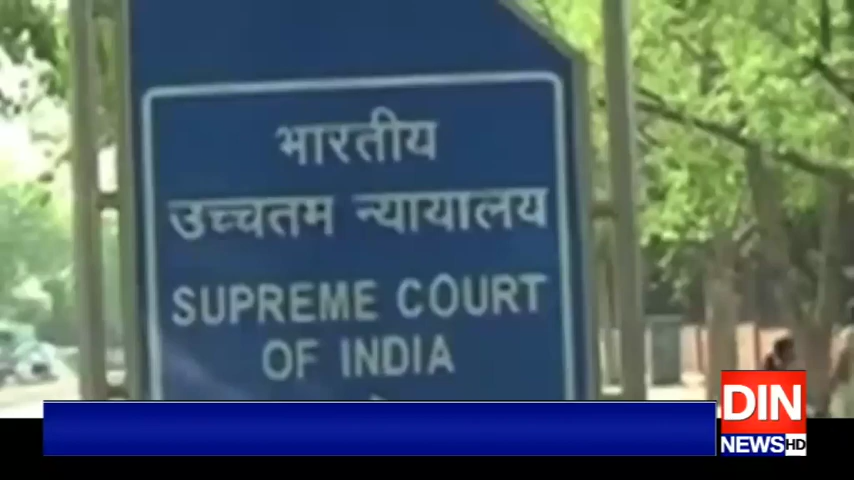 भारतीय
उच्चतम न्यायालय
SUPREME COURT
OF INDIA
DIN
NEWS HD